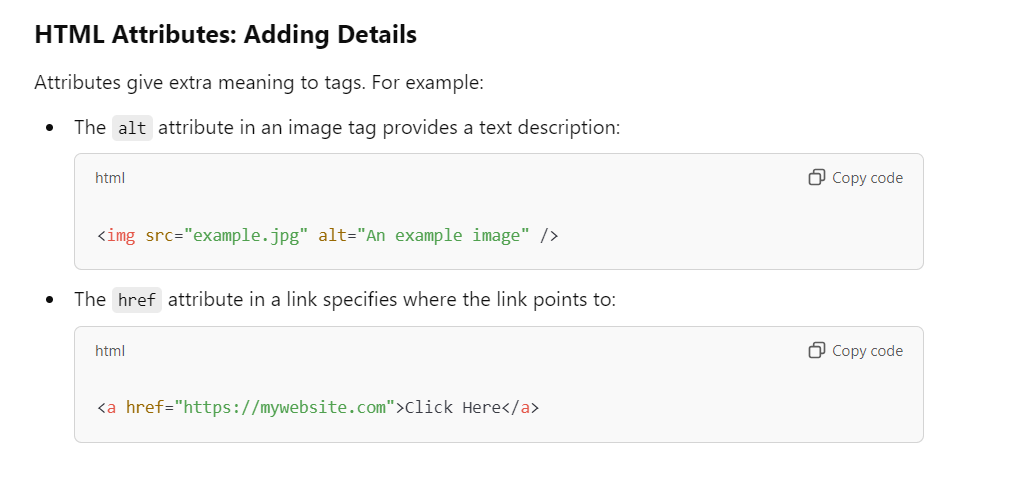 HTML Attributes: Adding Details
Attributes give extra meaning to tags. For example:
• The alt attribute in an image tag provides a text description:
html Copy code
<img src="example.jpg" alt="An example image" />
• The href attribute in a link specifies where the link points to:
html Copy code
<a href="https://mywebsite.com">Click Here</a>